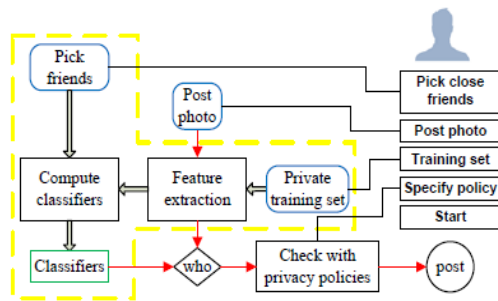 Pick
friends
Post
photo
Pick close
friends
Post photo
Training set
Specify policy
Start
Compute
classifiers
Feature
extraction
Private
training set
Classifiers
who
Check with
privacy policies
post